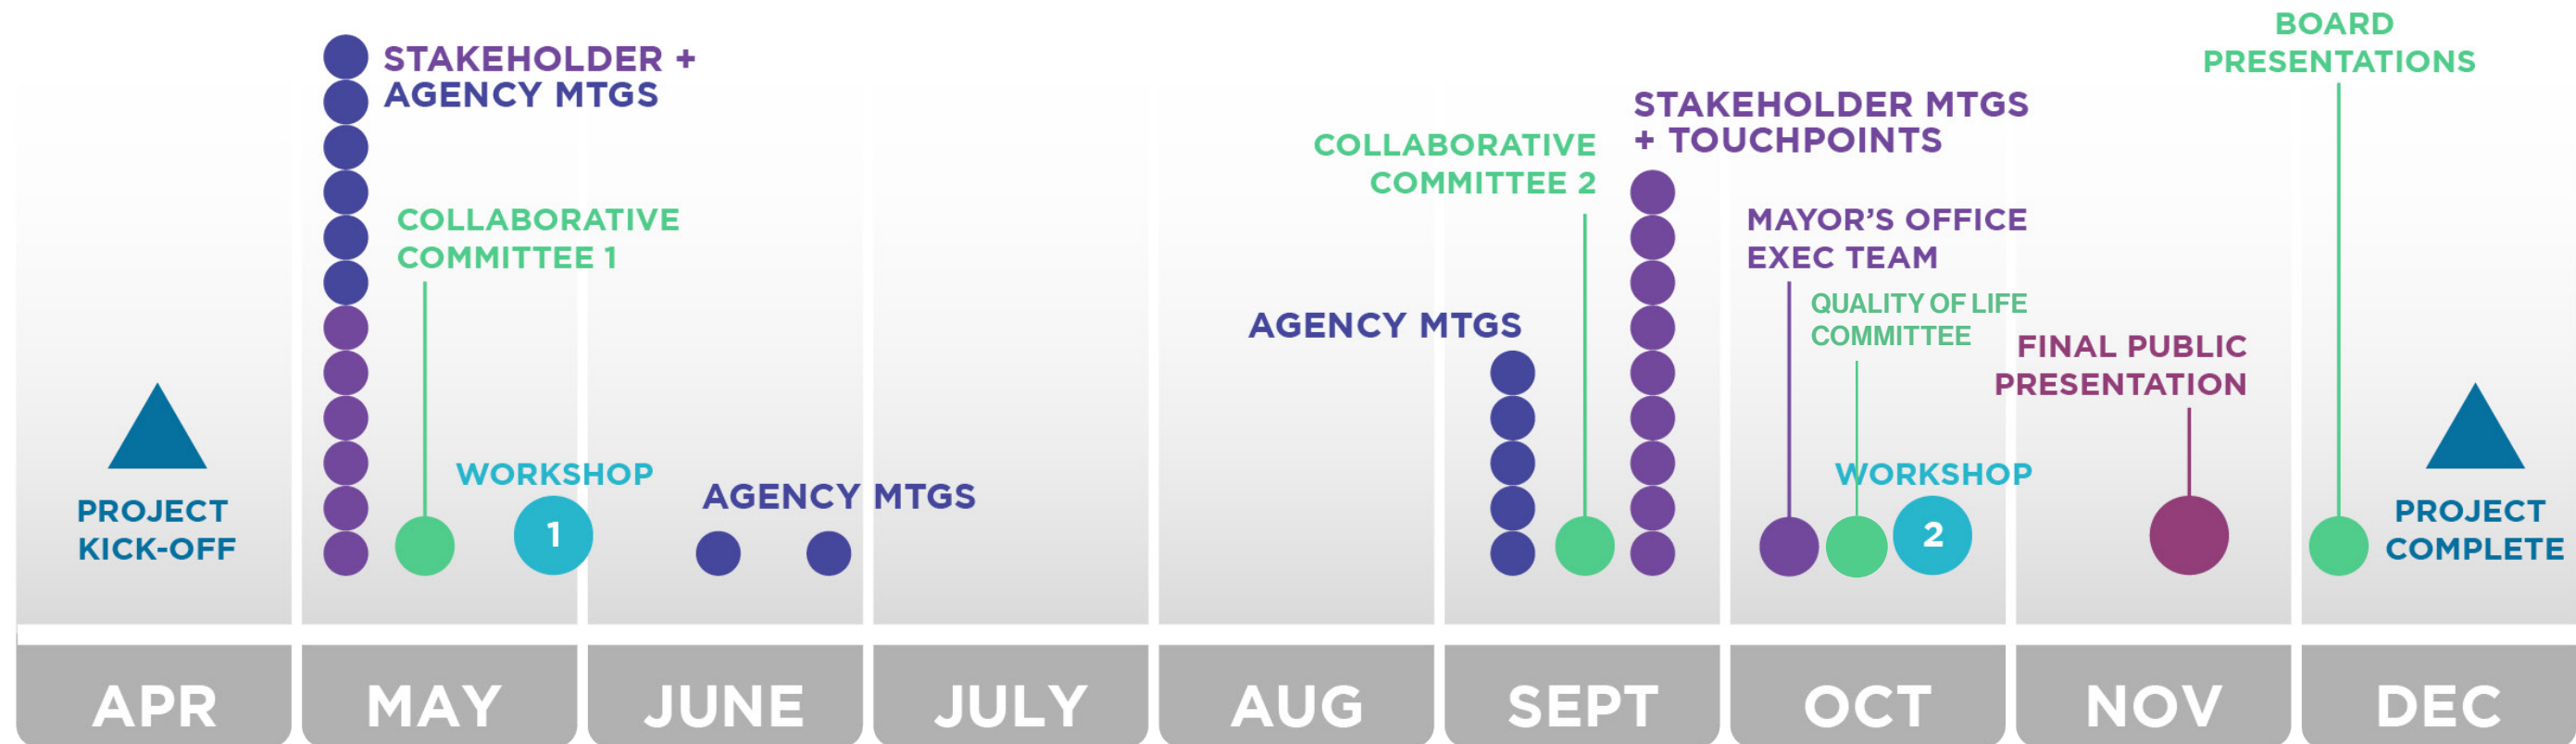 STAKEHOLDER +
AGENCY MTGS
COLLABORATIVE
COMMITTEE 1
PROJECT
KICK-OFF
WORKSHOP
1
AGENCY MTGS
AGENCY MTGS
COLLABORATIVE
COMMITTEE 2
STAKEHOLDER MTGS
+ TOUCHPOINTS
MAYOR’S OFFICE
EXEC TEAM
QUALITY OF LIFE
COMMITTEE
WORKSHOP
2
FINAL PUBLIC
PRESENTATION
BOARD
PRESENTATIONS
PROJECT
COMPLETE
APR
MAY
JUNE
JULY
AUG
SEPT
OCT
NOV
DEC